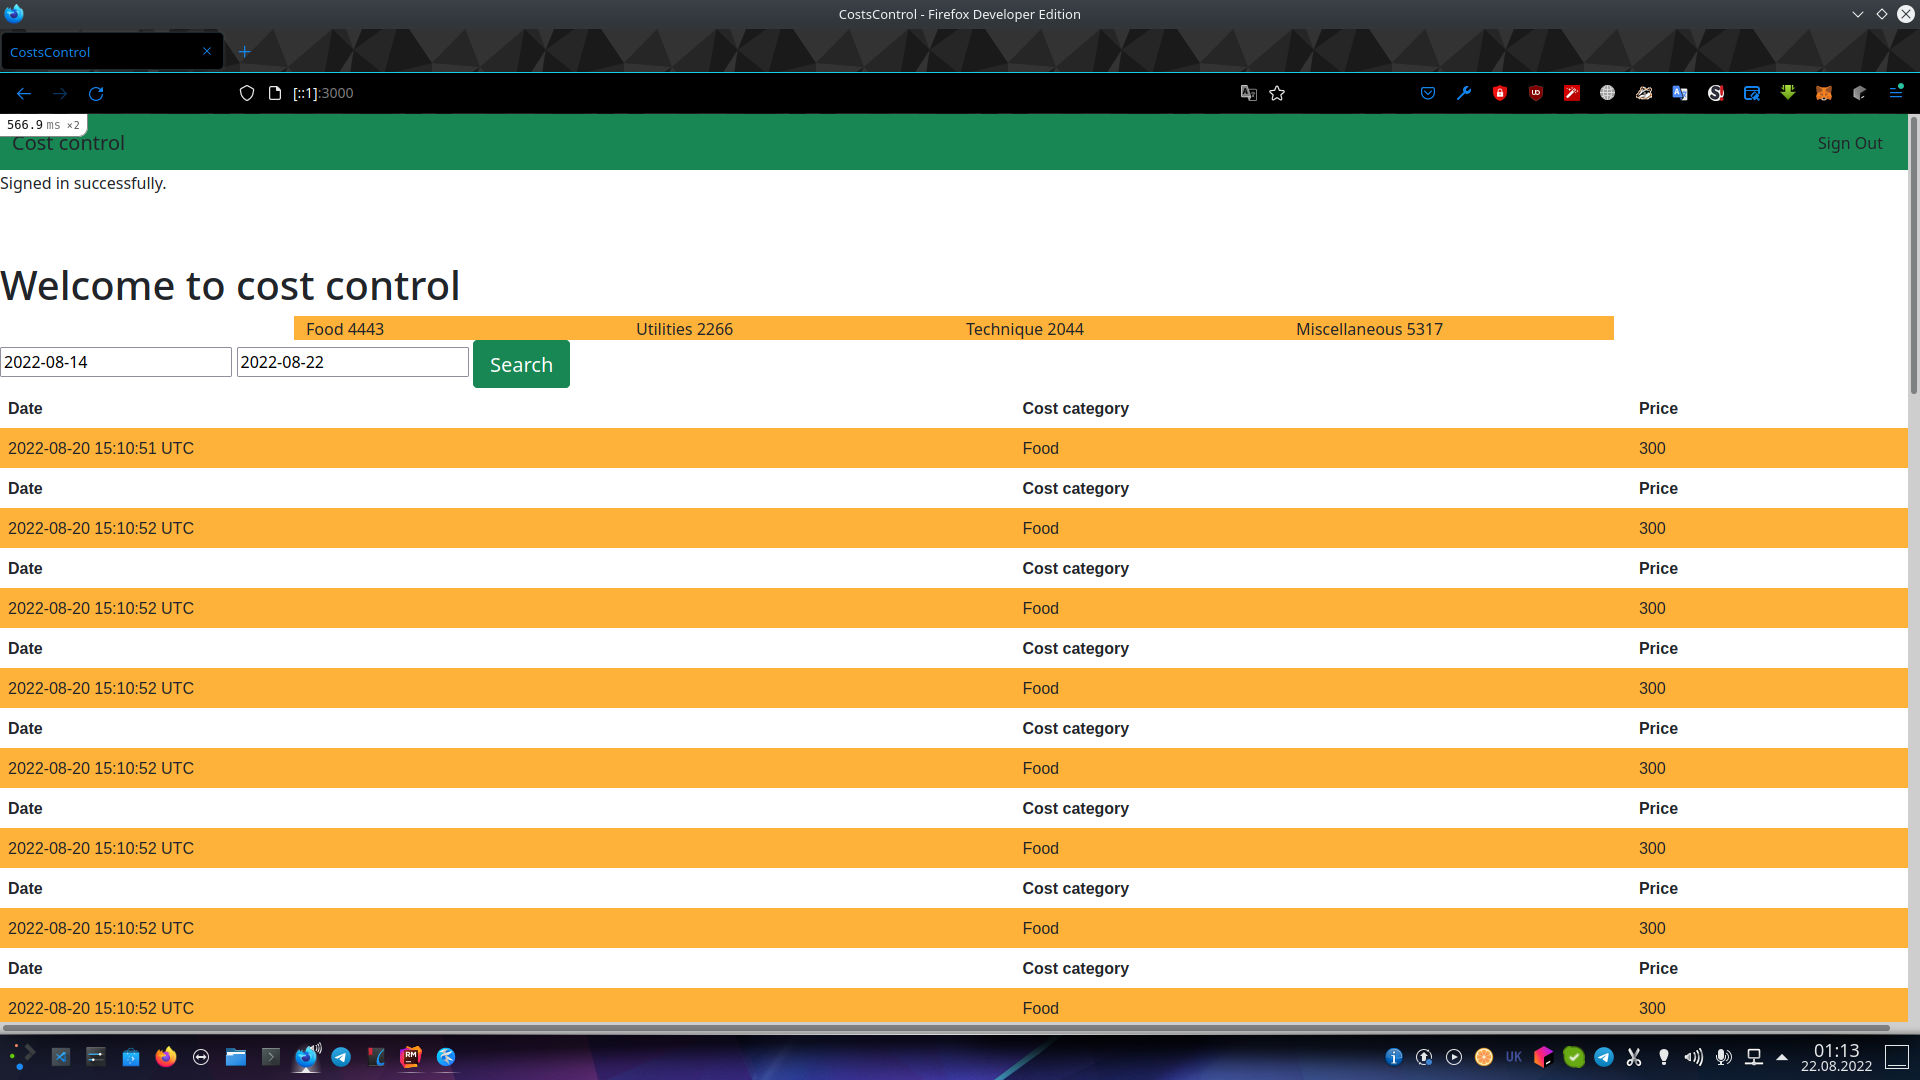 CostsControl - Firefox Developer Edition
CostsControl
[::1]:3000
566.9 ms ×2
Cost control Sign Out
Signed in successfully.
Welcome to cost control
Food 4443 Utilities 2266 Technique 2044 Miscellaneous 5317
2022-08-14 2022-08-22 Search
Date Cost category Price
2022-08-20 15:10:51 UTC Food 300
Date Cost category Price
2022-08-20 15:10:52 UTC Food 300
Date Cost category Price
2022-08-20 15:10:52 UTC Food 300
Date Cost category Price
2022-08-20 15:10:52 UTC Food 300
Date Cost category Price
2022-08-20 15:10:52 UTC Food 300
Date Cost category Price
2022-08-20 15:10:52 UTC Food 300
Date Cost category Price
2022-08-20 15:10:52 UTC Food 300
Date Cost category Price
2022-08-20 15:10:52 UTC Food 300
RM UK 01:13
22.08.2022